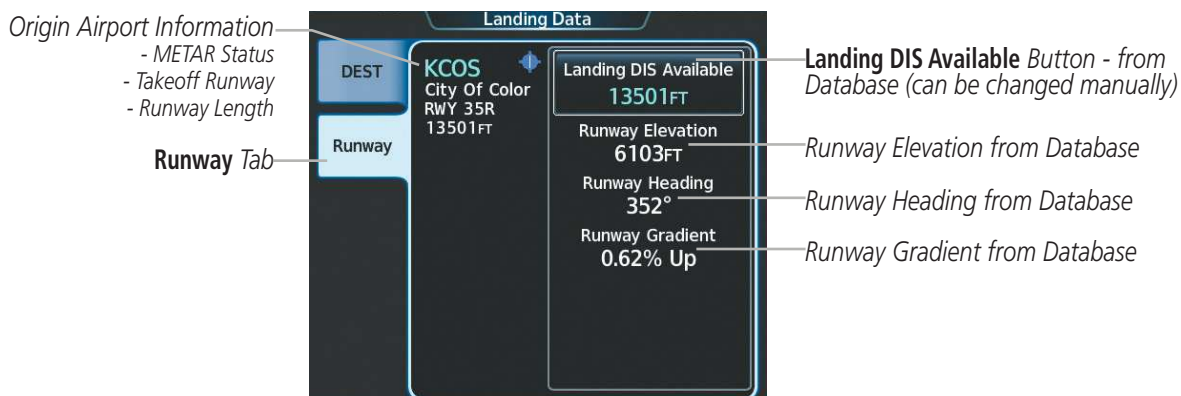 Landing Data
Origin Airport Information
- METAR Status
- Takeoff Runway
- Runway Length
Runway Tab
DEST
Runway
KCOS
City Of Color
RWY 35R
13501FT
Landing DIS Available
13501FT
Runway Elevation
6103FT
Runway Heading
352°
Runway Gradient
0.62% Up
Landing DIS Available Button - from
Database (can be changed manually)
Runway Elevation from Database
Runway Heading from Database
Runway Gradient from Database